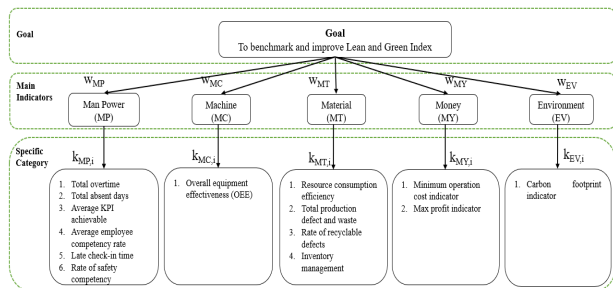 Goal
Goal
To benchmark and improve Lean and Green Index
wMP
wMC
wMT
wMY
wEV
Main
Indicators
Man Power
(MP)
Machine
(MC)
Material
(MT)
Money
(MY)
Environment
(EV)
Specific
Category
kMP,i
kMC,i
kMT,i
kMY,i
kEV,i
1. Total overtime
2. Total absent days
3. Average KPI
achievable
4. Average employee
competency rate
5. Late check-in time
6. Rate of safety
competency
1. Overall equipment
effectiveness (OEE)
1. Resource consumption
efficiency
2. Total production
defect and waste
3. Rate of recyclable
defects
4. Inventory
management
1. Minimum operation
cost indicator
2. Max profit indicator
1. Carbon footprint
indicator